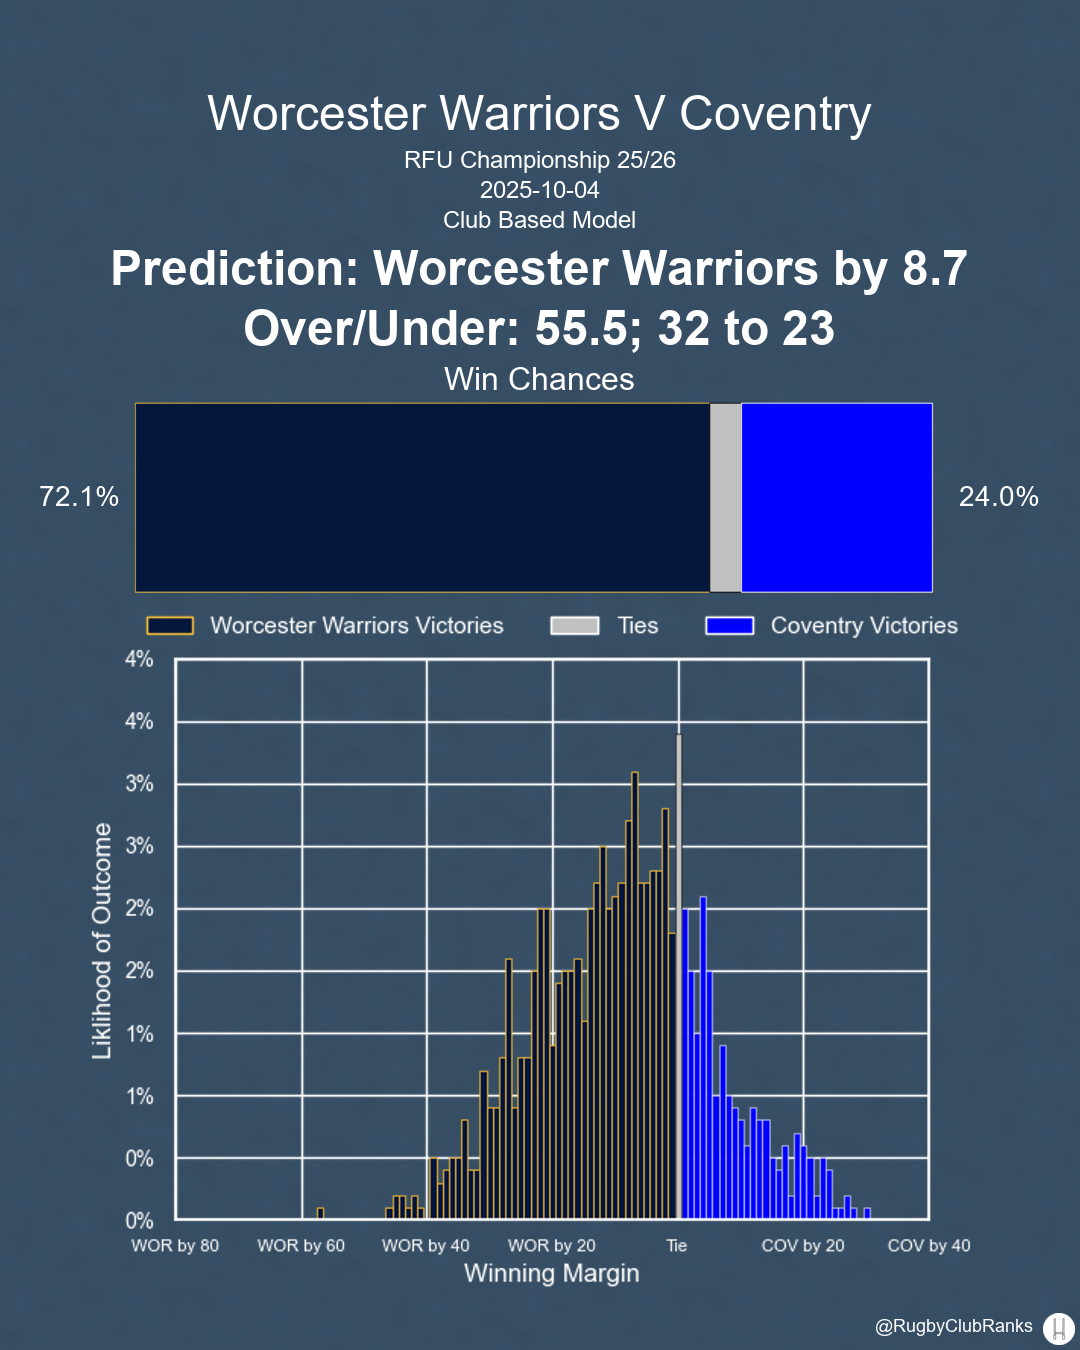 Worcester Warriors V Coventry
RFU Championship 25/26
2025-10-04
Club Based Model
Prediction: Worcester Warriors by 8.7
Over/Under: 55.5; 32 to 23
Win Chances
72.1%
24.0%
Worcester Warriors Victories
Ties
Coventry Victories
4%
4%
3%
3%
2%
2%
1%
1%
0%
0%
Liklihood of Outcome
WOR by 80
WOR by 60
WOR by 40
WOR by 20
Tie
COV by 20
COV by 40
Winning Margin
@RugbyClubRanks